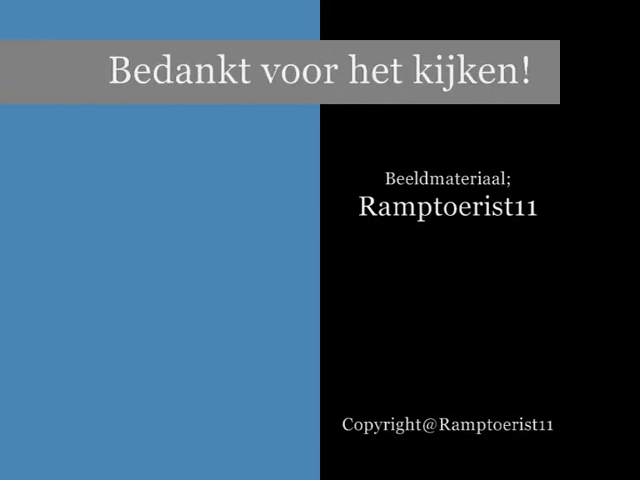 Bedankt voor het kijken!
Beeldmateriaal;
Ramptoerist11
Copyright@Ramptoerist11